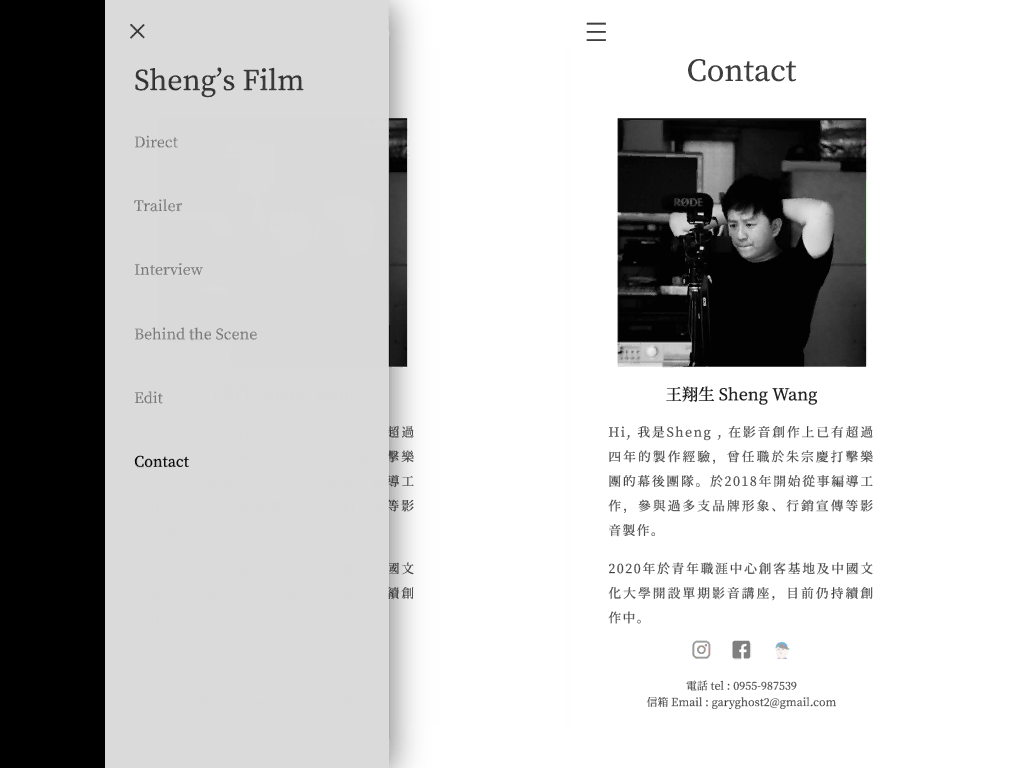 Sheng’s Film
Direct
Trailer
Interview
Behind the Scene
Edit
Contact
超過
擊樂
導工
等影
國文
續創
Contact
RØDE
王翔生 Sheng Wang
Hi, 我是Sheng , 在影音創作上已有超過
四年的製作經驗，曾任職於朱宗慶打擊樂
團的幕後團隊。於2018年開始從事編導工
作，參與過多支品牌形象、行銷宣傳等影
音製作。
2020年於青年職涯中心創客基地及中國文
化大學開設單期影音講座，目前仍持續創
作中。
電話 tel : 0955-987539
信箱 Email : garyghost2@gmail.com